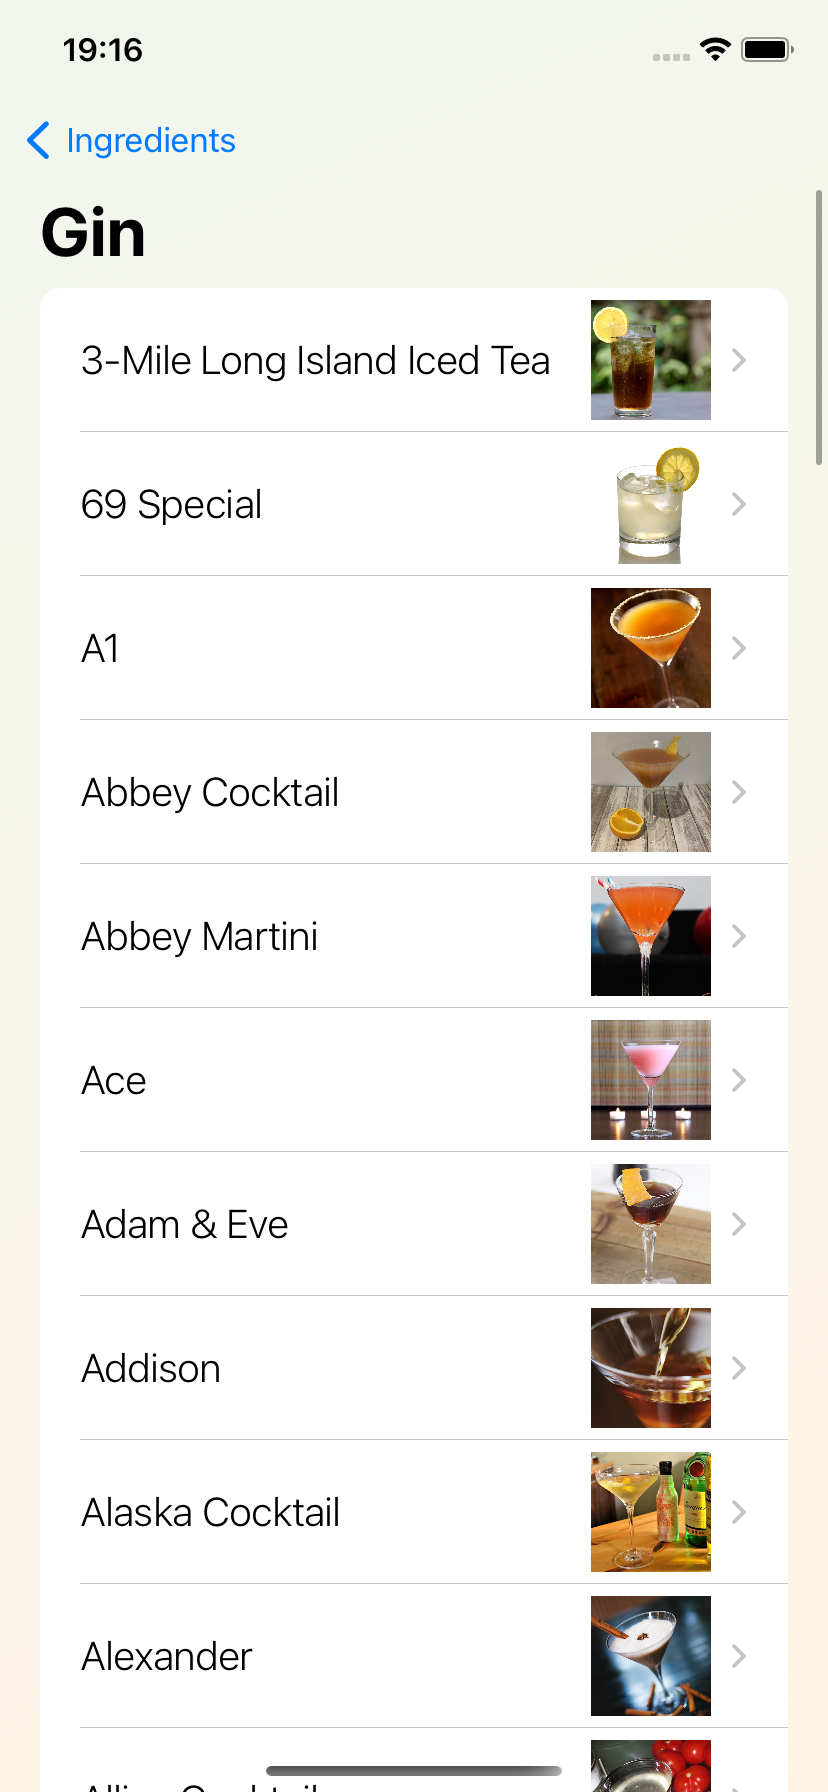 19:16
Ingredients
Gin
3-Mile Long Island Iced Tea
69 Special
A1
Abbey Cocktail
Abbey Martini
Ace
Adam & Eve
Addison
Alaska Cocktail
Alexander